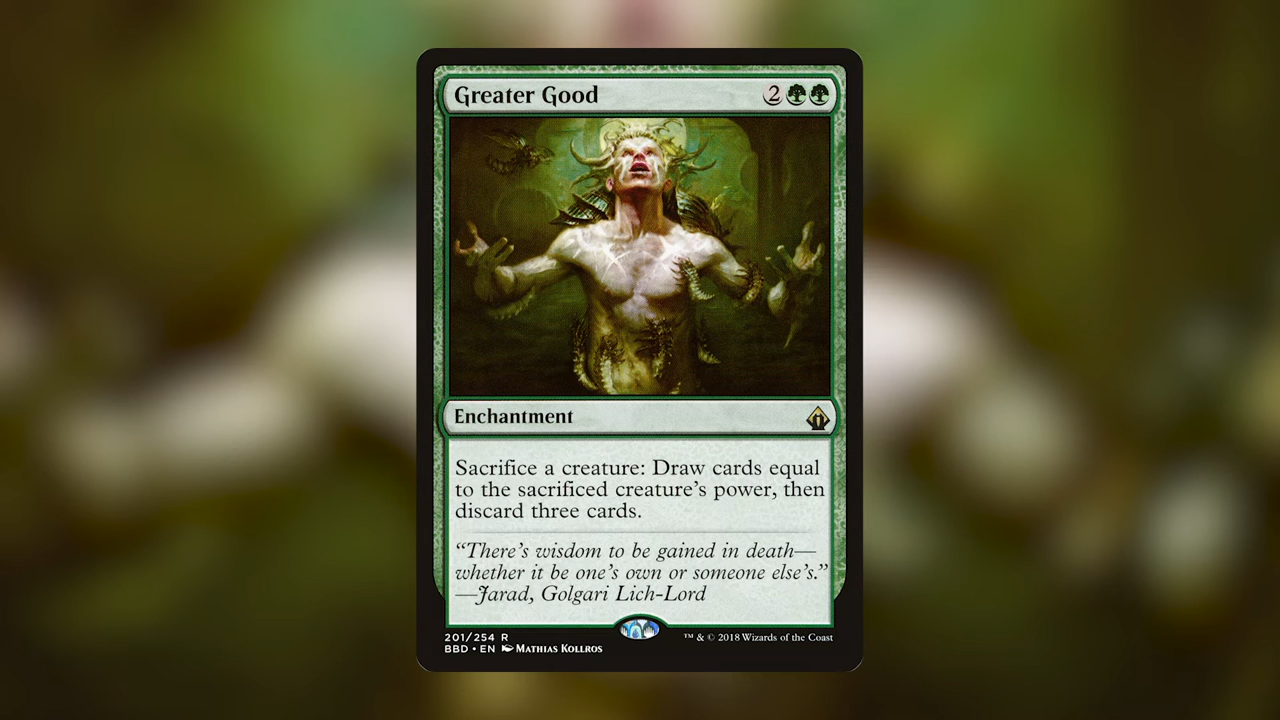 Greater Good 2
Enchantment
Sacrifice a creature: Draw cards equal
to the sacrificed creature's power, then
discard three cards.
“There's wisdom to be gained in death—
whether it be one's own or someone else's.”
—Jarad, Golgari Lich-Lord
201/254 R
BBD • EN Mathias Kollros
™ & © 2018 Wizards of the Coast